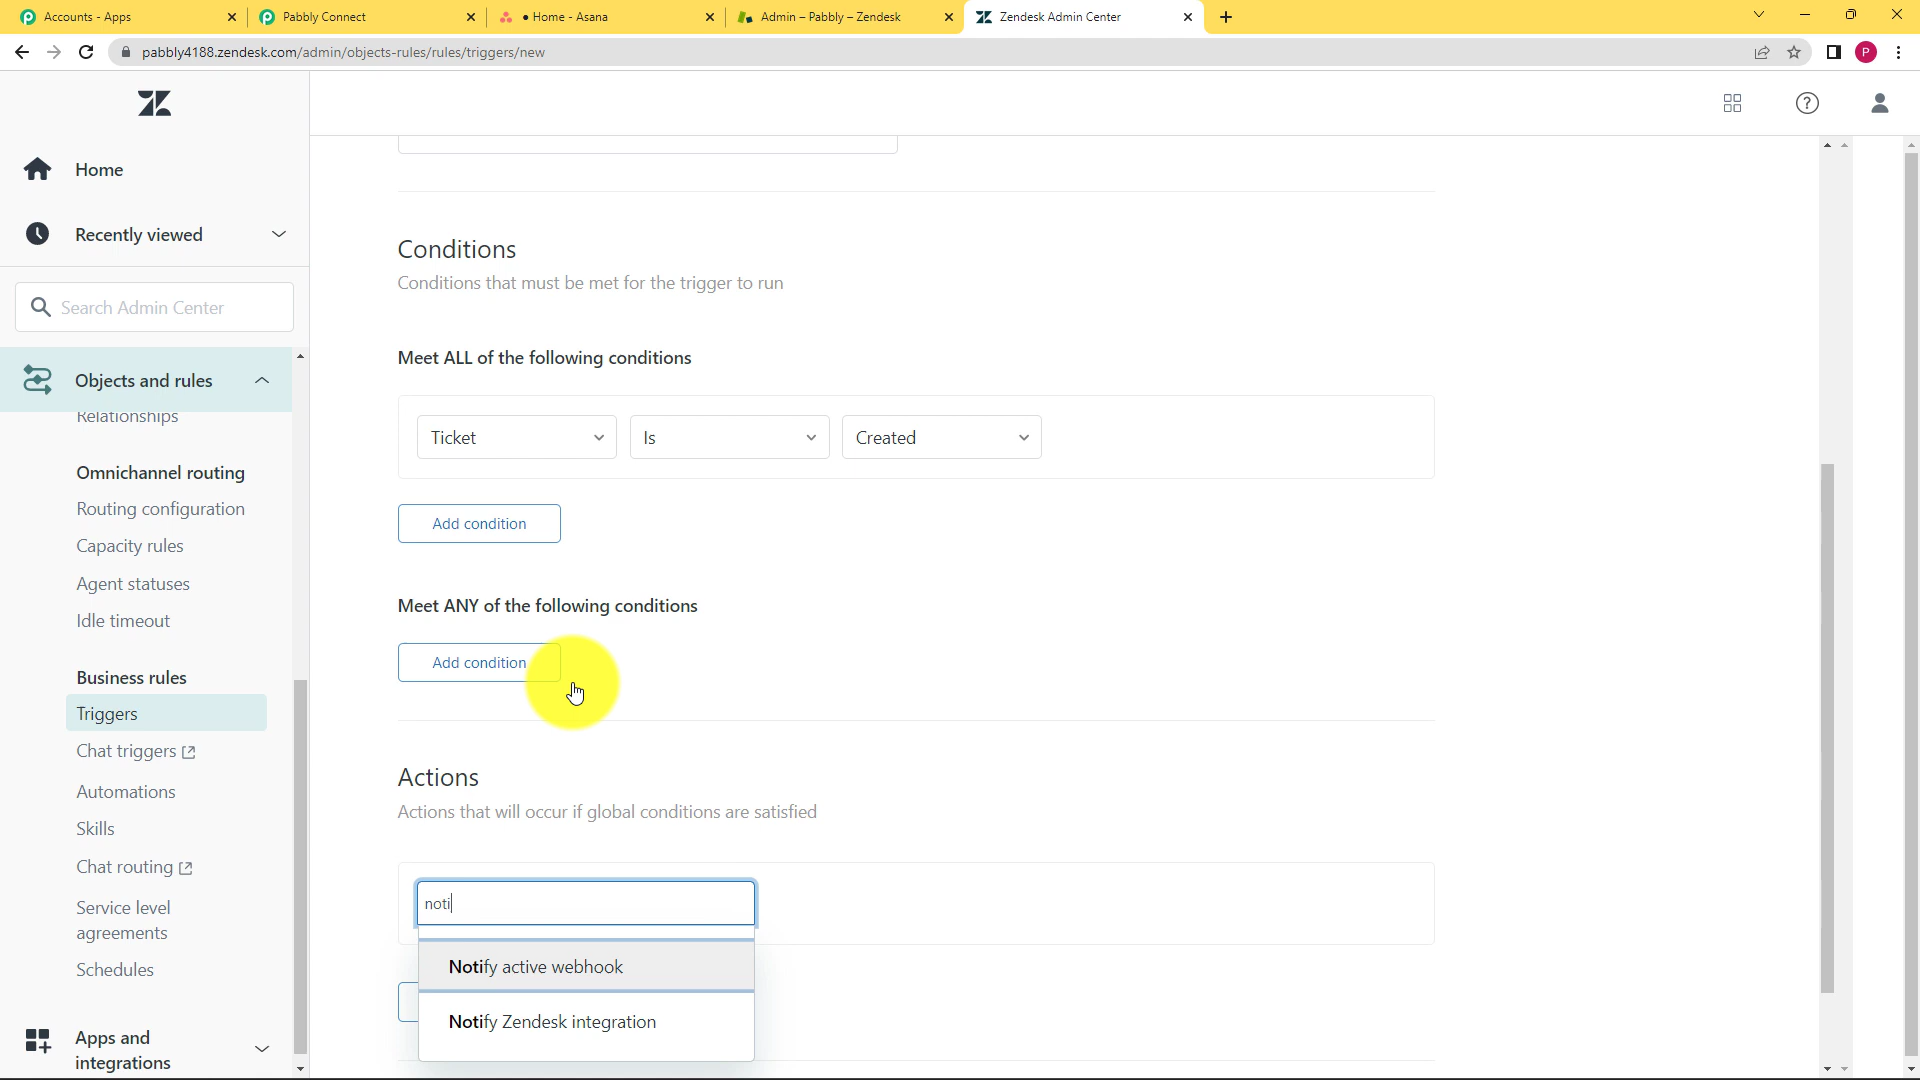 Accounts - Apps
Pabbly Connect
• Home - Asana
Admin – Pabbly – Zendesk
Zendesk Admin Center
pabbly4188.zendesk.com/admin/objects-rules/rules/triggers/new
P
Home
Recently viewed
Search Admin Center
Objects and rules
Relationships
Omnichannel routing
Routing configuration
Capacity rules
Agent statuses
Idle timeout
Business rules
Triggers
Chat triggers
Automations
Skills
Chat routing
Service level
agreements
Schedules
Apps and
integrations
Conditions
Conditions that must be met for the trigger to run
Meet ALL of the following conditions
Ticket
Is
Created
Add condition
Meet ANY of the following conditions
Add condition
Actions
Actions that will occur if global conditions are satisfied
noti
Notify active webhook
Notify Zendesk integration